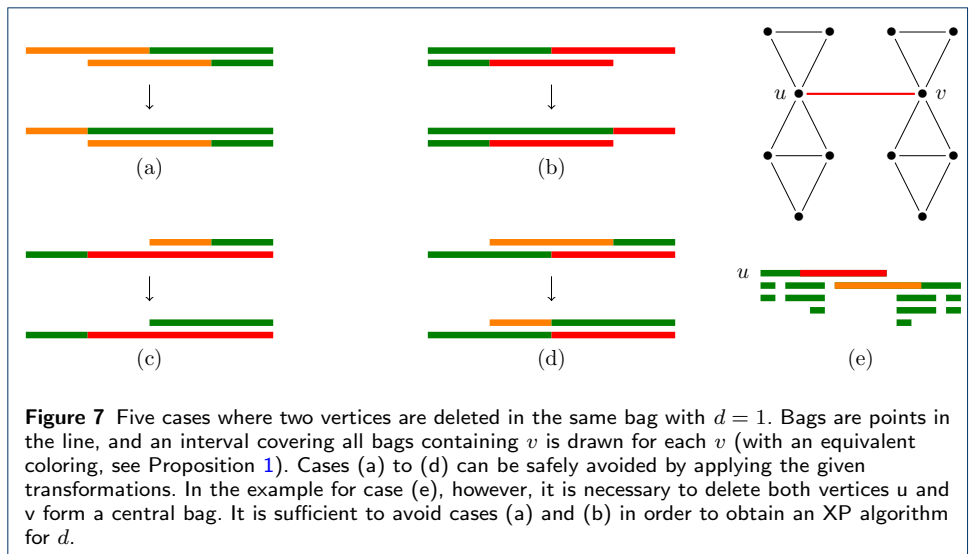 u
v
(a)
(b)
u
(c)
(d)
(e)
Figure 7 Five cases where two vertices are deleted in the same bag with d = 1. Bags are points in
the line, and an interval covering all bags containing v is drawn for each v (with an equivalent
coloring, see Proposition 1). Cases (a) to (d) can be safely avoided by applying the given
transformations. In the example for case (e), however, it is necessary to delete both vertices u and
v form a central bag. It is sufficient to avoid cases (a) and (b) in order to obtain an XP algorithm
for d.